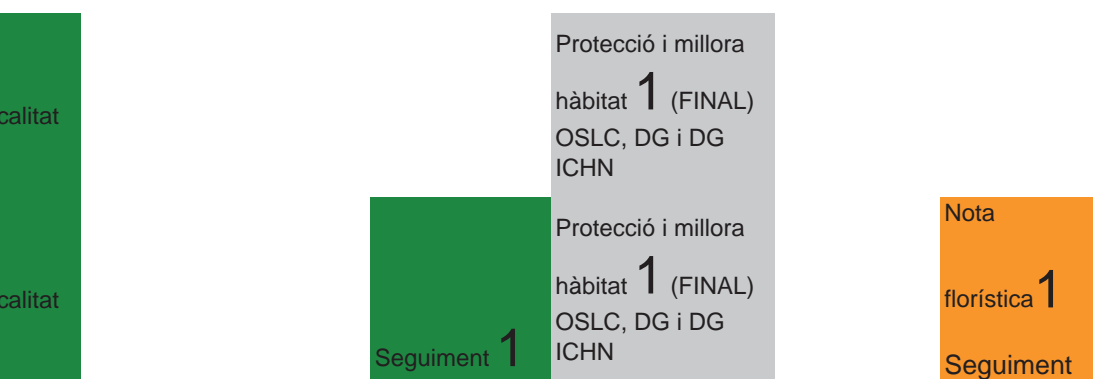 calitat
calitat
Seguiment 1
Protecció i millora
hàbitat 1 (FINAL)
OSLC, DG i DG
ICHN
Protecció i millora
hàbitat 1 (FINAL)
OSLC, DG i DG
ICHN
Nota
florística 1
Seguiment